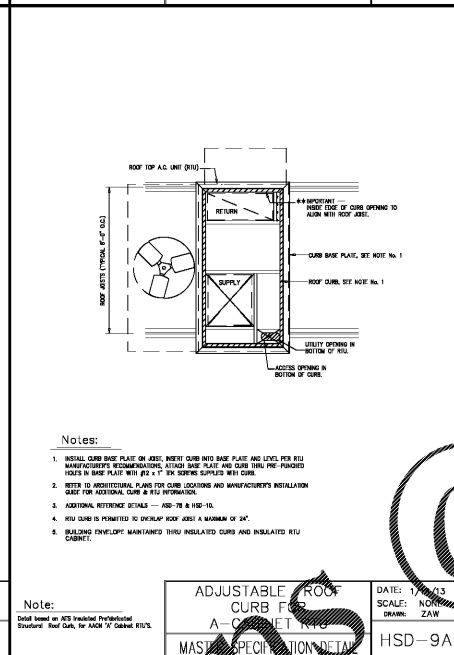 ROOF TOP A.C. UNIT (RTU)
RETURN
**IMPORTANT —
INSIDE EDGE OF CURB OPENING TO
ALIGN WITH ROOF JOIST.
ROOF JOISTS (TYPICAL 6'-0" O.C.)
CURB BASE PLATE, SEE NOTE No. 1
SUPPLY
ROOF CURB, SEE NOTE No. 1
UTILITY OPENING IN
BOTTOM OF RTU.
ACCESS OPENING IN
BOTTOM OF CURB.
Notes:
1. INSTALL CURB BASE PLATE ON JOIST, INSERT CURB INTO BASE PLATE AND LEVEL PER RTU
MANUFACTURER'S RECOMMENDATIONS, ATTACH BASE PLATE AND CURB THRU PRE-PUNCHED
HOLES IN BASE PLATE WITH #12 x 1" TEK SCREWS SUPPLIED WITH CURB.
2. REFER TO ARCHITECTURAL PLANS FOR CURB LOCATIONS AND MANUFACTURER'S INSTALLATION
GUIDE FOR ADDITIONAL CURB & RTU INFORMATION.
3. ADDITIONAL REFERENCE DETAILS — ASD-7B & HSD-10.
4. RTU CURB IS PERMITTED TO OVERLAP ROOF JOIST A MAXIMUM OF 24".
5. BUILDING ENVELOPE MAINTAINED THRU INSULATED CURB AND INSULATED RTU
CABINET.
Note:
Detail based on AES Insulated Prefabricated
Structural Roof Curb, for AAON 'A' Cabinet RTU'S.
ADJUSTABLE ROOF
CURB FOR
A-CABINET RTU
MASTER SPECIFICATION DETAIL
DATE:
SCALE: NONE
DRAWN: ZAW
HSD-9A